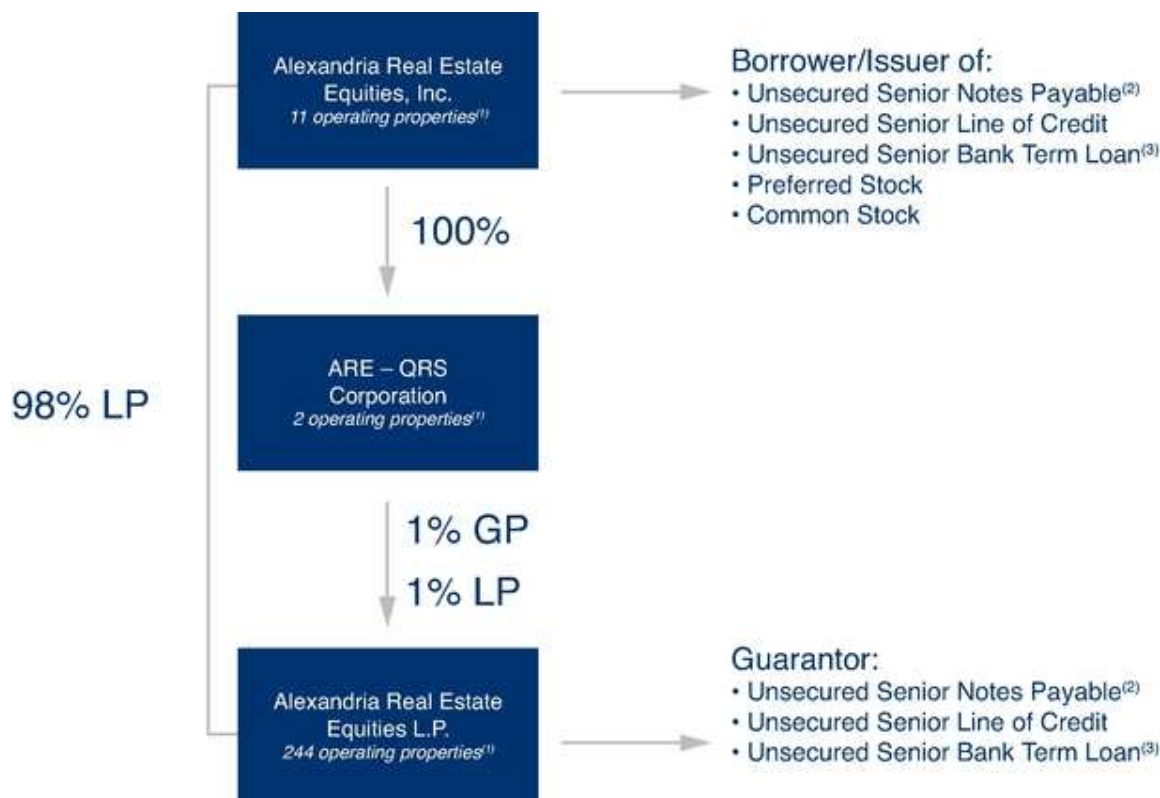 Alexandria Real Estate
Equities, Inc.
11 operating properties(1)
Borrower/Issuer of:
• Unsecured Senior Notes Payable(2)
• Unsecured Senior Line of Credit
• Unsecured Senior Bank Term Loan(3)
• Preferred Stock
• Common Stock
100%
ARE – QRS
Corporation
2 operating properties(1)
98% LP
1% GP
1% LP
Alexandria Real Estate
Equities L.P.
244 operating properties(1)
Guarantor:
• Unsecured Senior Notes Payable(2)
• Unsecured Senior Line of Credit
• Unsecured Senior Bank Term Loan(3)